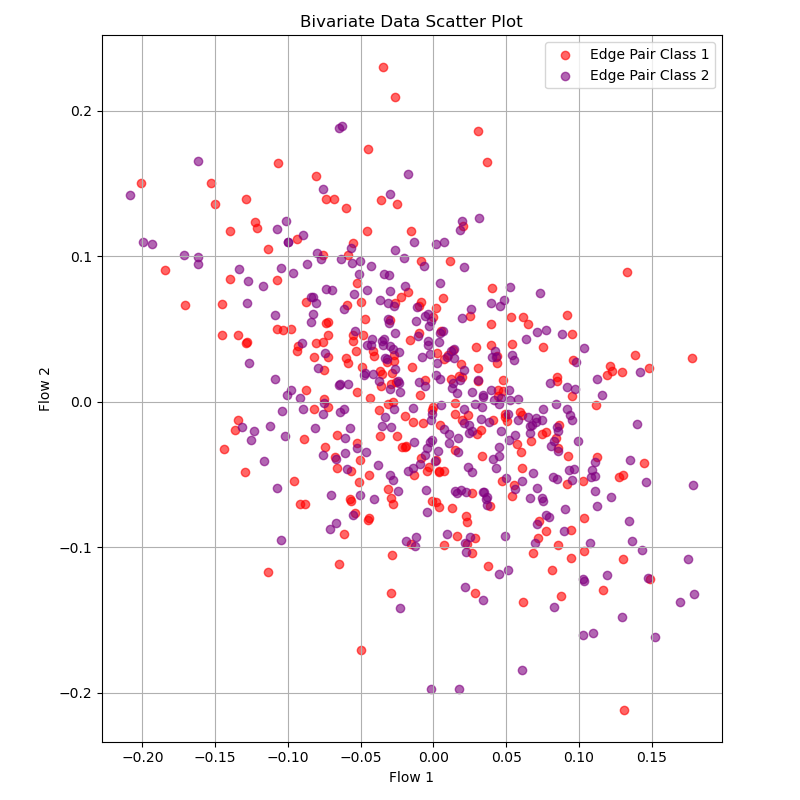 Bivariate Data Scatter Plot
Edge Pair Class 1
Edge Pair Class 2
0.2
0.1
0.0
−0.1
−0.2
Flow 2
−0.20 −0.15 −0.10 −0.05 0.00 0.05 0.10 0.15
Flow 1